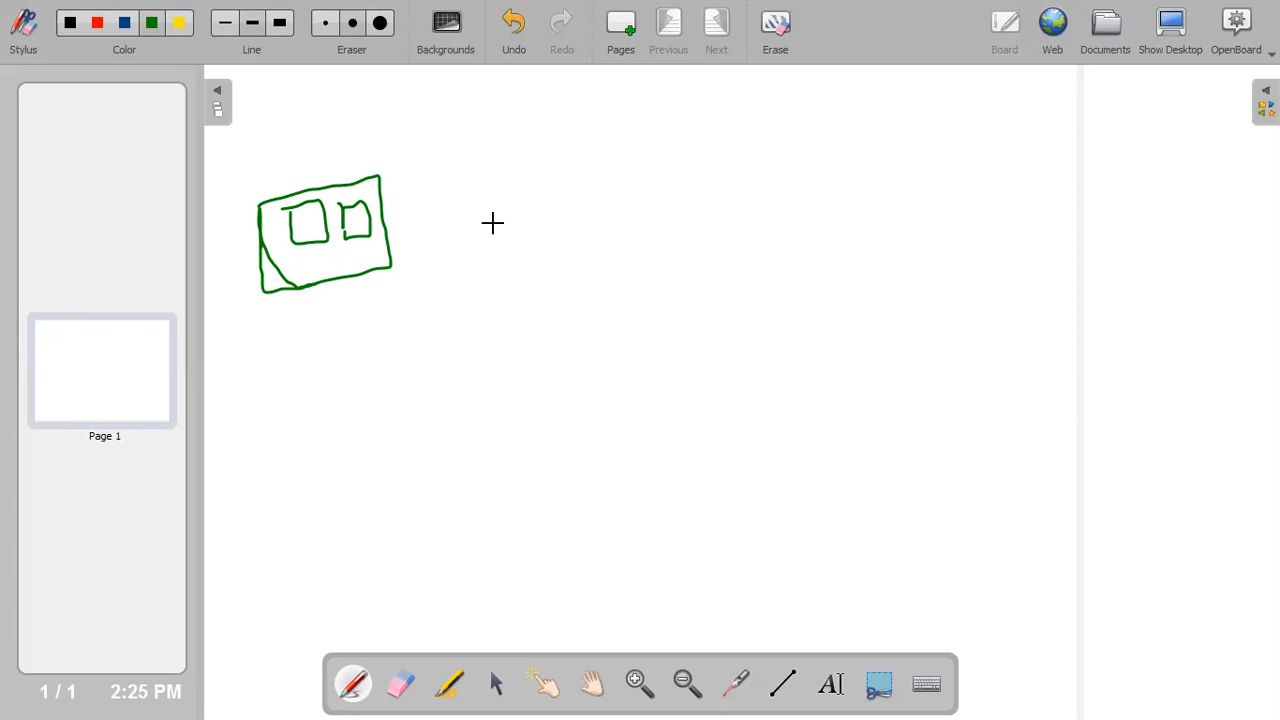 Stylus Color Line Eraser Backgrounds Undo Redo Pages Previous Next Erase Board Web Documents Show Desktop OpenBoard
Page 1
1 / 1 2:25 PM